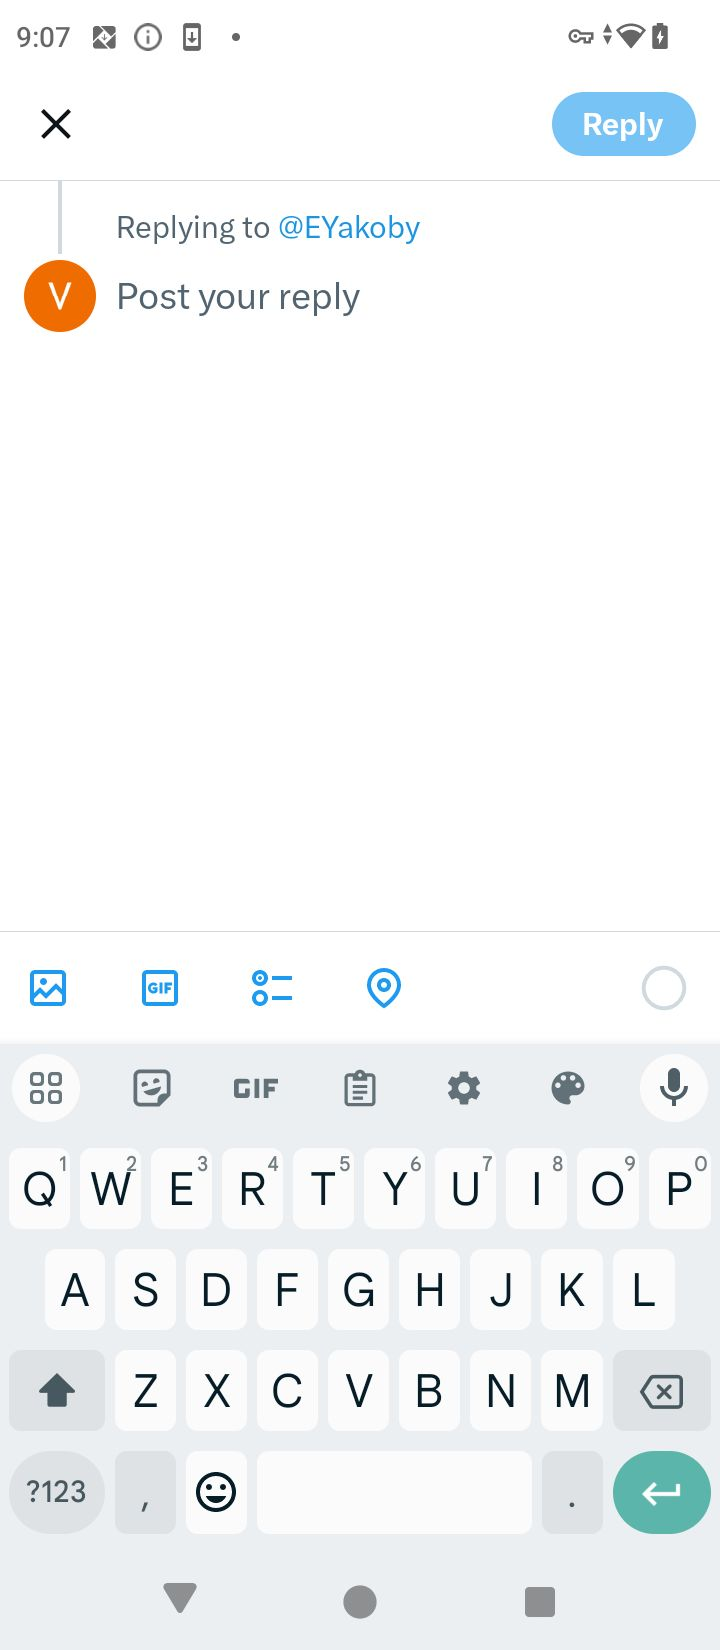 9:07
Reply
Replying to @EYakoby
V
Post your reply
GIF
GIF
Q1 W2 E3 R4 T5 Y6 U7 I8 O9 P0
A S D F G H J K L
Z X C V B N M
?123 , .